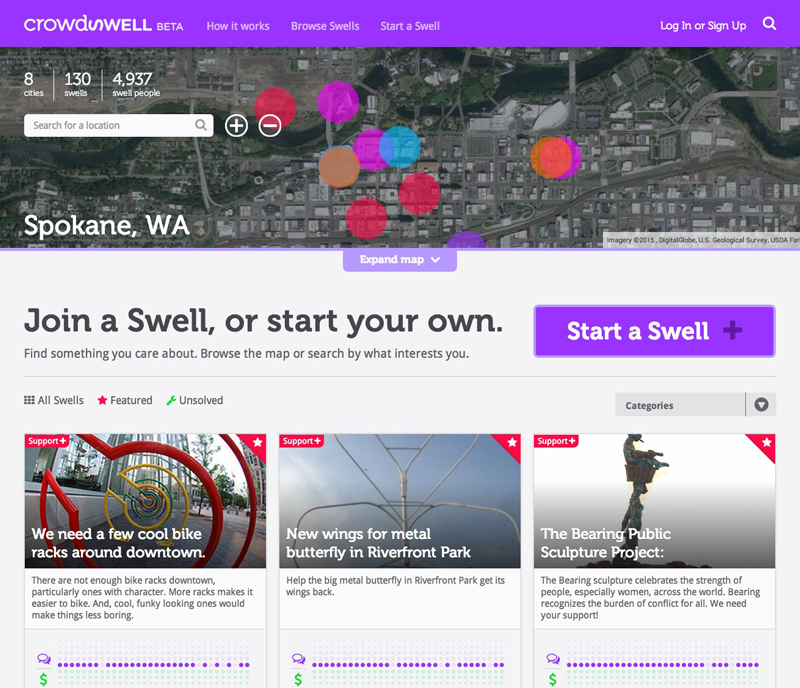 crowdswell BETA
How it works Browse Swells Start a Swell
Log In or Sign Up
8 130 4,937
cities swells swell people
Search for a location
Spokane, WA
Imagery ©2015 , DigitalGlobe, U.S. Geological Survey, USDA Far
Expand map
Join a Swell, or start your own.
Find something you care about. Browse the map or search by what interests you.
Start a Swell +
All Swells Featured Unsolved
Categories
Support +
We need a few cool bike
racks around downtown.
There are not enough bike racks downtown,
particularly ones with character. More racks makes it
easier to bike. And, cool, funky looking ones would
make things less boring.
$
Support +
New wings for metal
butterfly in Riverfront Park
Help the big metal butterfly in Riverfront Park get its
wings back.
$
Support +
The Bearing Public
Sculpture Project:
The Bearing sculpture celebrates the strength of
people, especially women, across the world. Bearing
recognizes the burden of conflict for all. We need
your support!
$